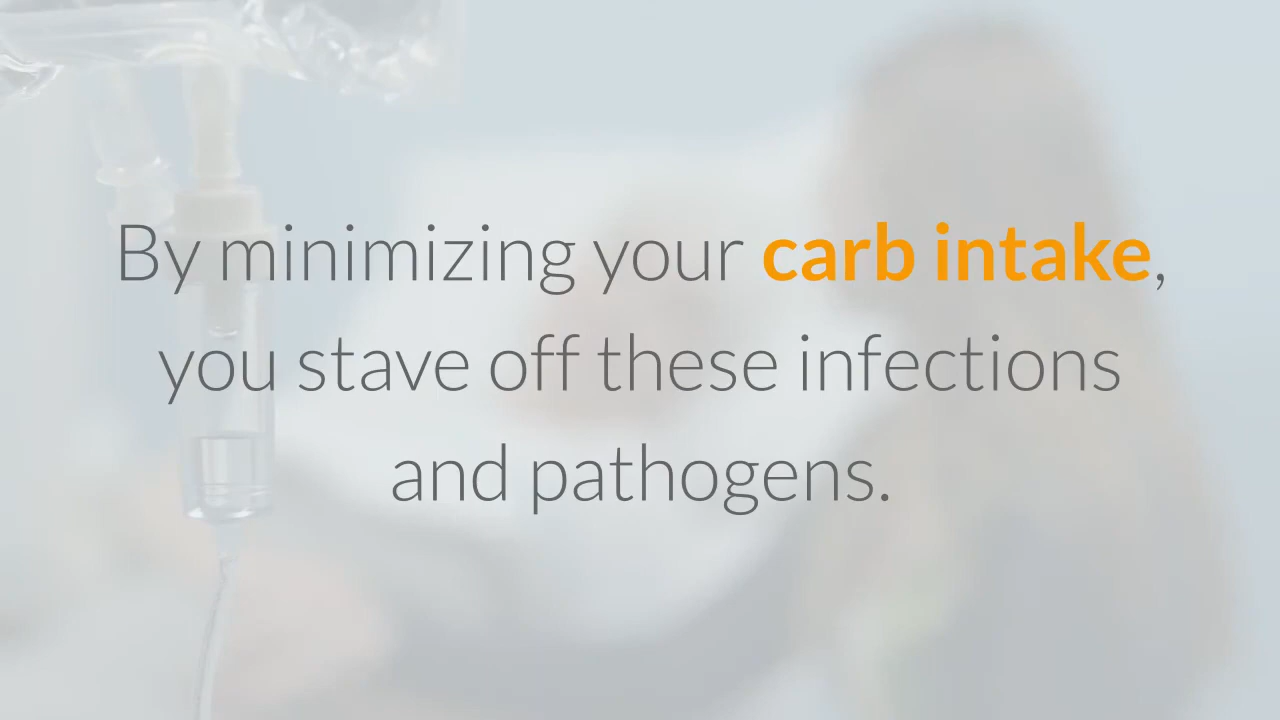 By minimizing your carb intake,
you stave off these infections
and pathogens.